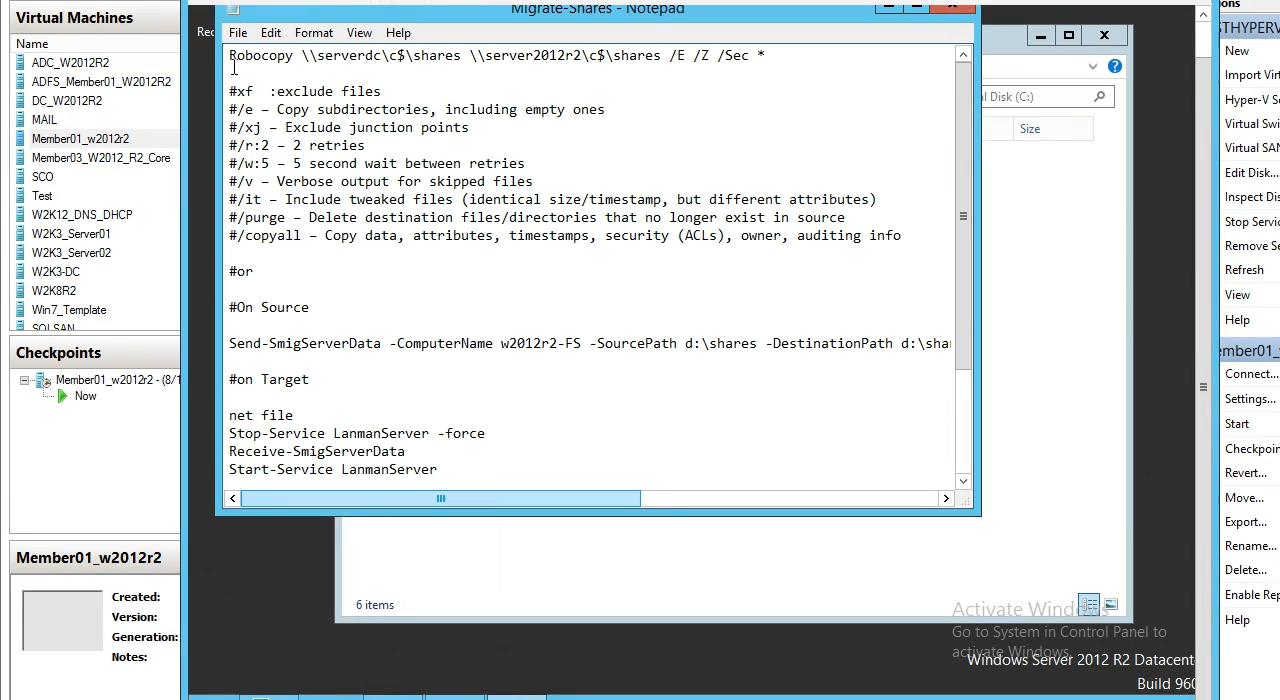 Virtual Machines
Name
ADC_W2012R2
ADFS_Member01_W2012R2
DC_W2012R2
MAIL
Member01_w2012r2
Member03_W2012_R2_Core
SCO
Test
W2K12_DNS_DHCP
W2K3_Server01
W2K3_Server02
W2K3-DC
W2K8R2
Win7_Template
SQLSAN
Checkpoints
Member01_w2012r2 - (8/1
Now
Member01_w2012r2
Created:
Version:
Generation:
Notes:
Rec
Migrate-Shares - Notepad
File Edit Format View Help
Robocopy \\serverdc\c$\shares \\server2012r2\c$\shares /E /Z /Sec *
#xf  :exclude files
#/e – Copy subdirectories, including empty ones
#/xj – Exclude junction points
#/r:2 – 2 retries
#/w:5 – 5 second wait between retries
#/v – Verbose output for skipped files
#/it – Include tweaked files (identical size/timestamp, but different attributes)
#/purge – Delete destination files/directories that no longer exist in source
#/copyall – Copy data, attributes, timestamps, security (ACLs), owner, auditing info
#or
#On Source
Send-SmigServerData -ComputerName w2012r2-FS -SourcePath d:\shares -DestinationPath d:\shar
#on Target
net file
Stop-Service LanmanServer -force
Receive-SmigServerData
Start-Service LanmanServer
l Disk (C:)
Size
6 items
Activate Windows
Go to System in Control Panel to
activate Windows.
Windows Server 2012 R2 Datacent
Build 960
ons
STHYPERV
New
Import Virt
Hyper-V Se
Virtual Swi
Virtual SAN
Edit Disk...
Inspect Dis
Stop Servic
Remove Se
Refresh
View
Help
ember01_
Connect...
Settings...
Start
Checkpoin
Revert...
Move...
Export...
Rename...
Delete...
Enable Rep
Help